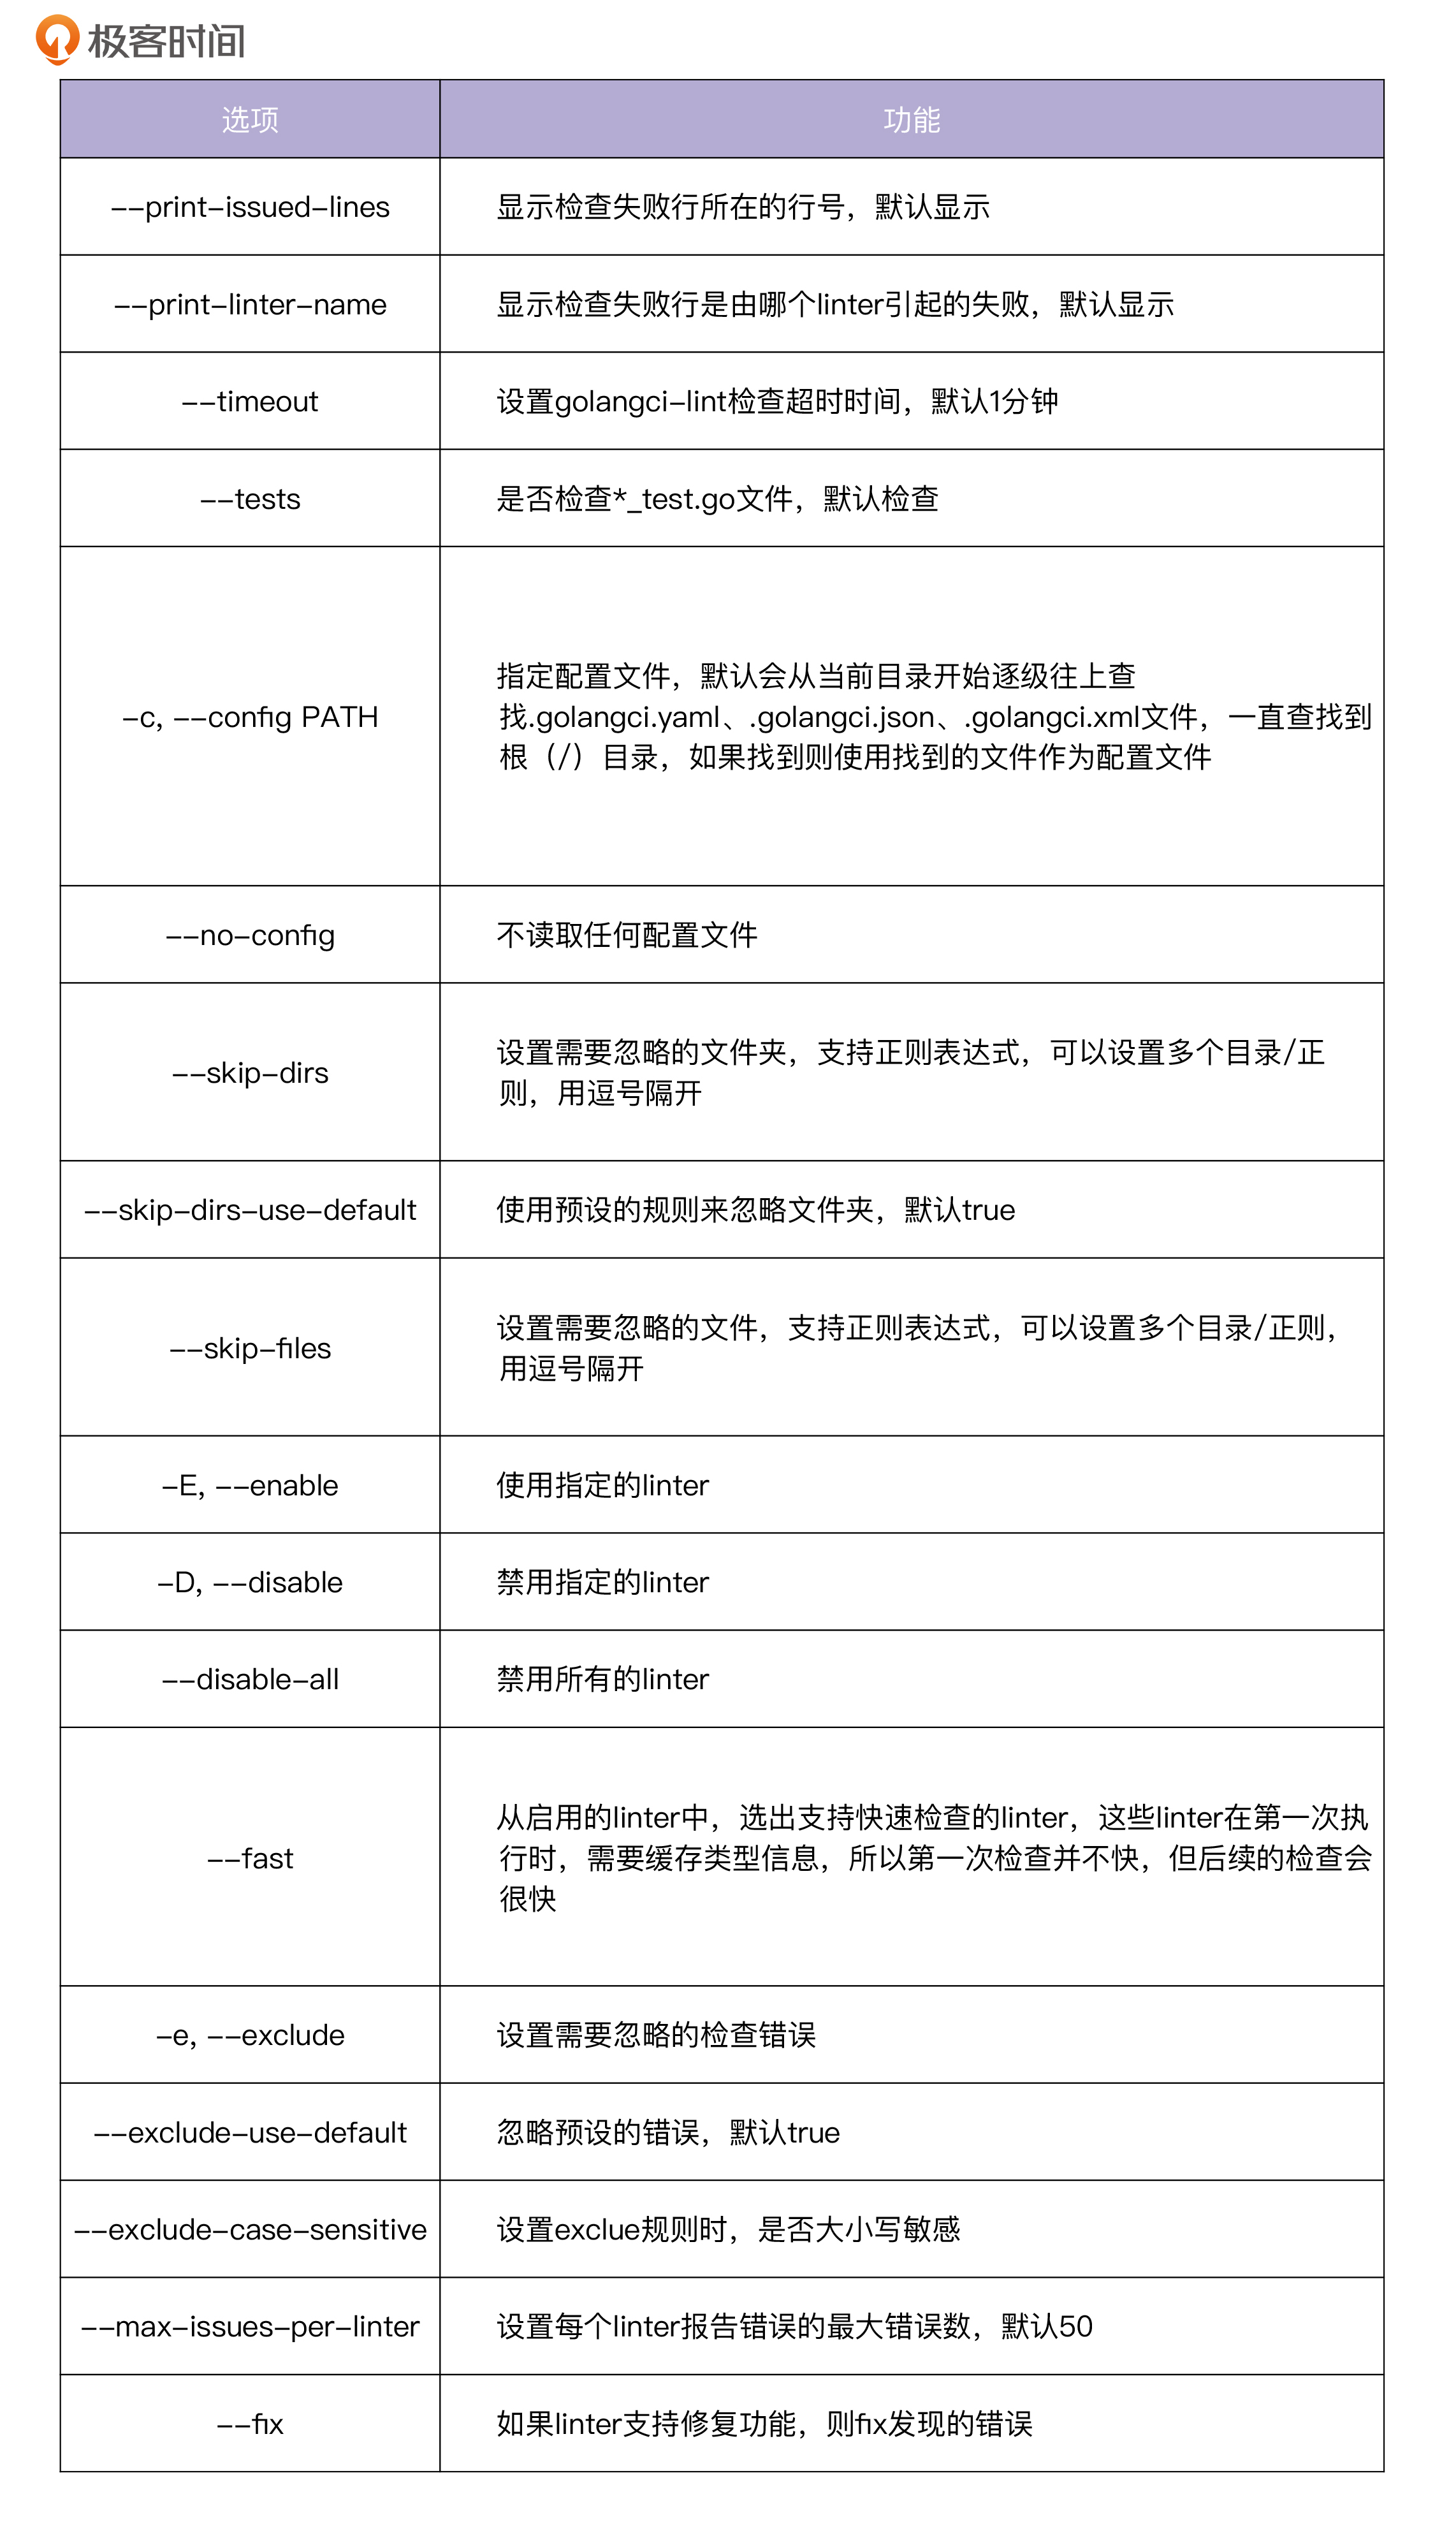 极客时间
选项 功能
--print-issued-lines 显示检查失败行所在的行号，默认显示
--print-linter-name 显示检查失败行是由哪个linter引起的失败，默认显示
--timeout 设置golangci-lint检查超时时间，默认1分钟
--tests 是否检查*_test.go文件，默认检查
-c, --config PATH 指定配置文件，默认会从当前目录开始逐级往上查
找.golangci.yaml、.golangci.json、.golangci.xml文件，一直查找到
根（/）目录，如果找到则使用找到的文件作为配置文件
--no-config 不读取任何配置文件
--skip-dirs 设置需要忽略的文件夹，支持正则表达式，可以设置多个目录/正
则，用逗号隔开
--skip-dirs-use-default 使用预设的规则来忽略文件夹，默认true
--skip-files 设置需要忽略的文件，支持正则表达式，可以设置多个目录/正则，
用逗号隔开
-E, --enable 使用指定的linter
-D, --disable 禁用指定的linter
--disable-all 禁用所有的linter
--fast 从启用的linter中，选出支持快速检查的linter，这些linter在第一次执
行时，需要缓存类型信息，所以第一次检查并不快，但后续的检查会
很快
-e, --exclude 设置需要忽略的检查错误
--exclude-use-default 忽略预设的错误，默认true
--exclude-case-sensitive 设置exclue规则时，是否大小写敏感
--max-issues-per-linter 设置每个linter报告错误的最大错误数，默认50
--fix 如果linter支持修复功能，则fix发现的错误